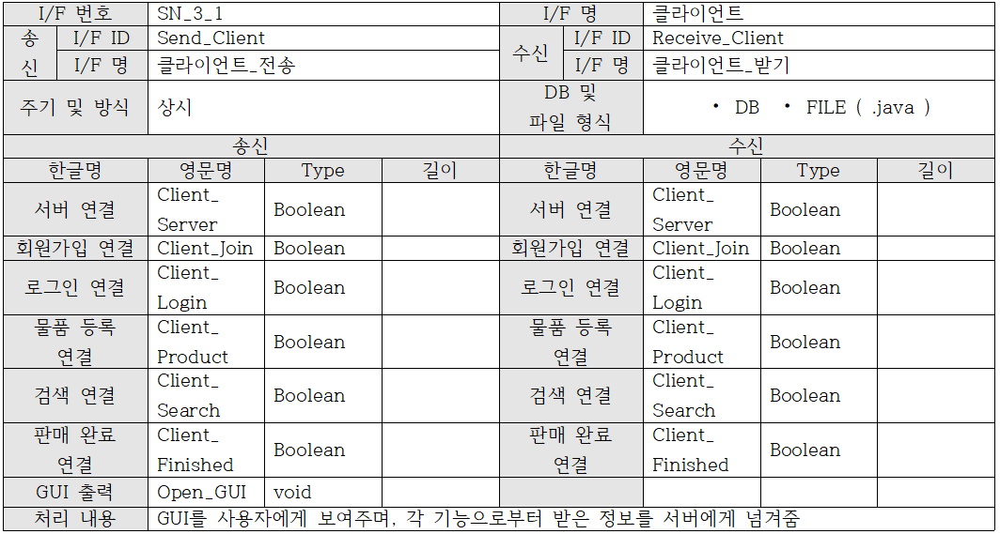 I/F 번호 SN_3_1 I/F 명 클라이언트
송신 I/F ID Send_Client 수신 I/F ID Receive_Client
I/F 명 클라이언트_전송 I/F 명 클라이언트_받기
주기 및 방식 상시 DB 및 파일 형식 • DB • FILE ( .java )
송신 수신
한글명 영문명 Type 길이 한글명 영문명 Type 길이
서버 연결 Client_Server Boolean 서버 연결 Client_Server Boolean
회원가입 연결 Client_Join Boolean 회원가입 연결 Client_Join Boolean
로그인 연결 Client_Login Boolean 로그인 연결 Client_Login Boolean
물품 등록 연결 Client_Product Boolean 물품 등록 연결 Client_Product Boolean
검색 연결 Client_Search Boolean 검색 연결 Client_Search Boolean
판매 완료 연결 Client_Finished Boolean 판매 완료 연결 Client_Finished Boolean
GUI 출력 Open_GUI void
처리 내용 GUI를 사용자에게 보여주며, 각 기능으로부터 받은 정보를 서버에게 넘겨줌